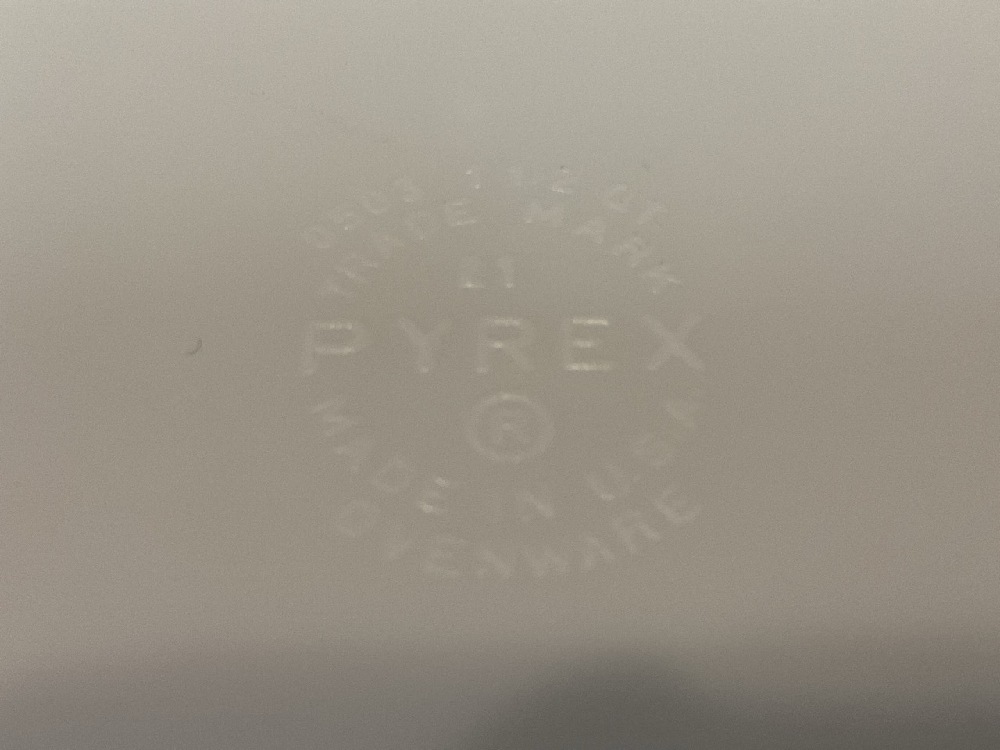 TRADE MARK
PYREX
®
MADE IN U.S.A.
OVENWARE